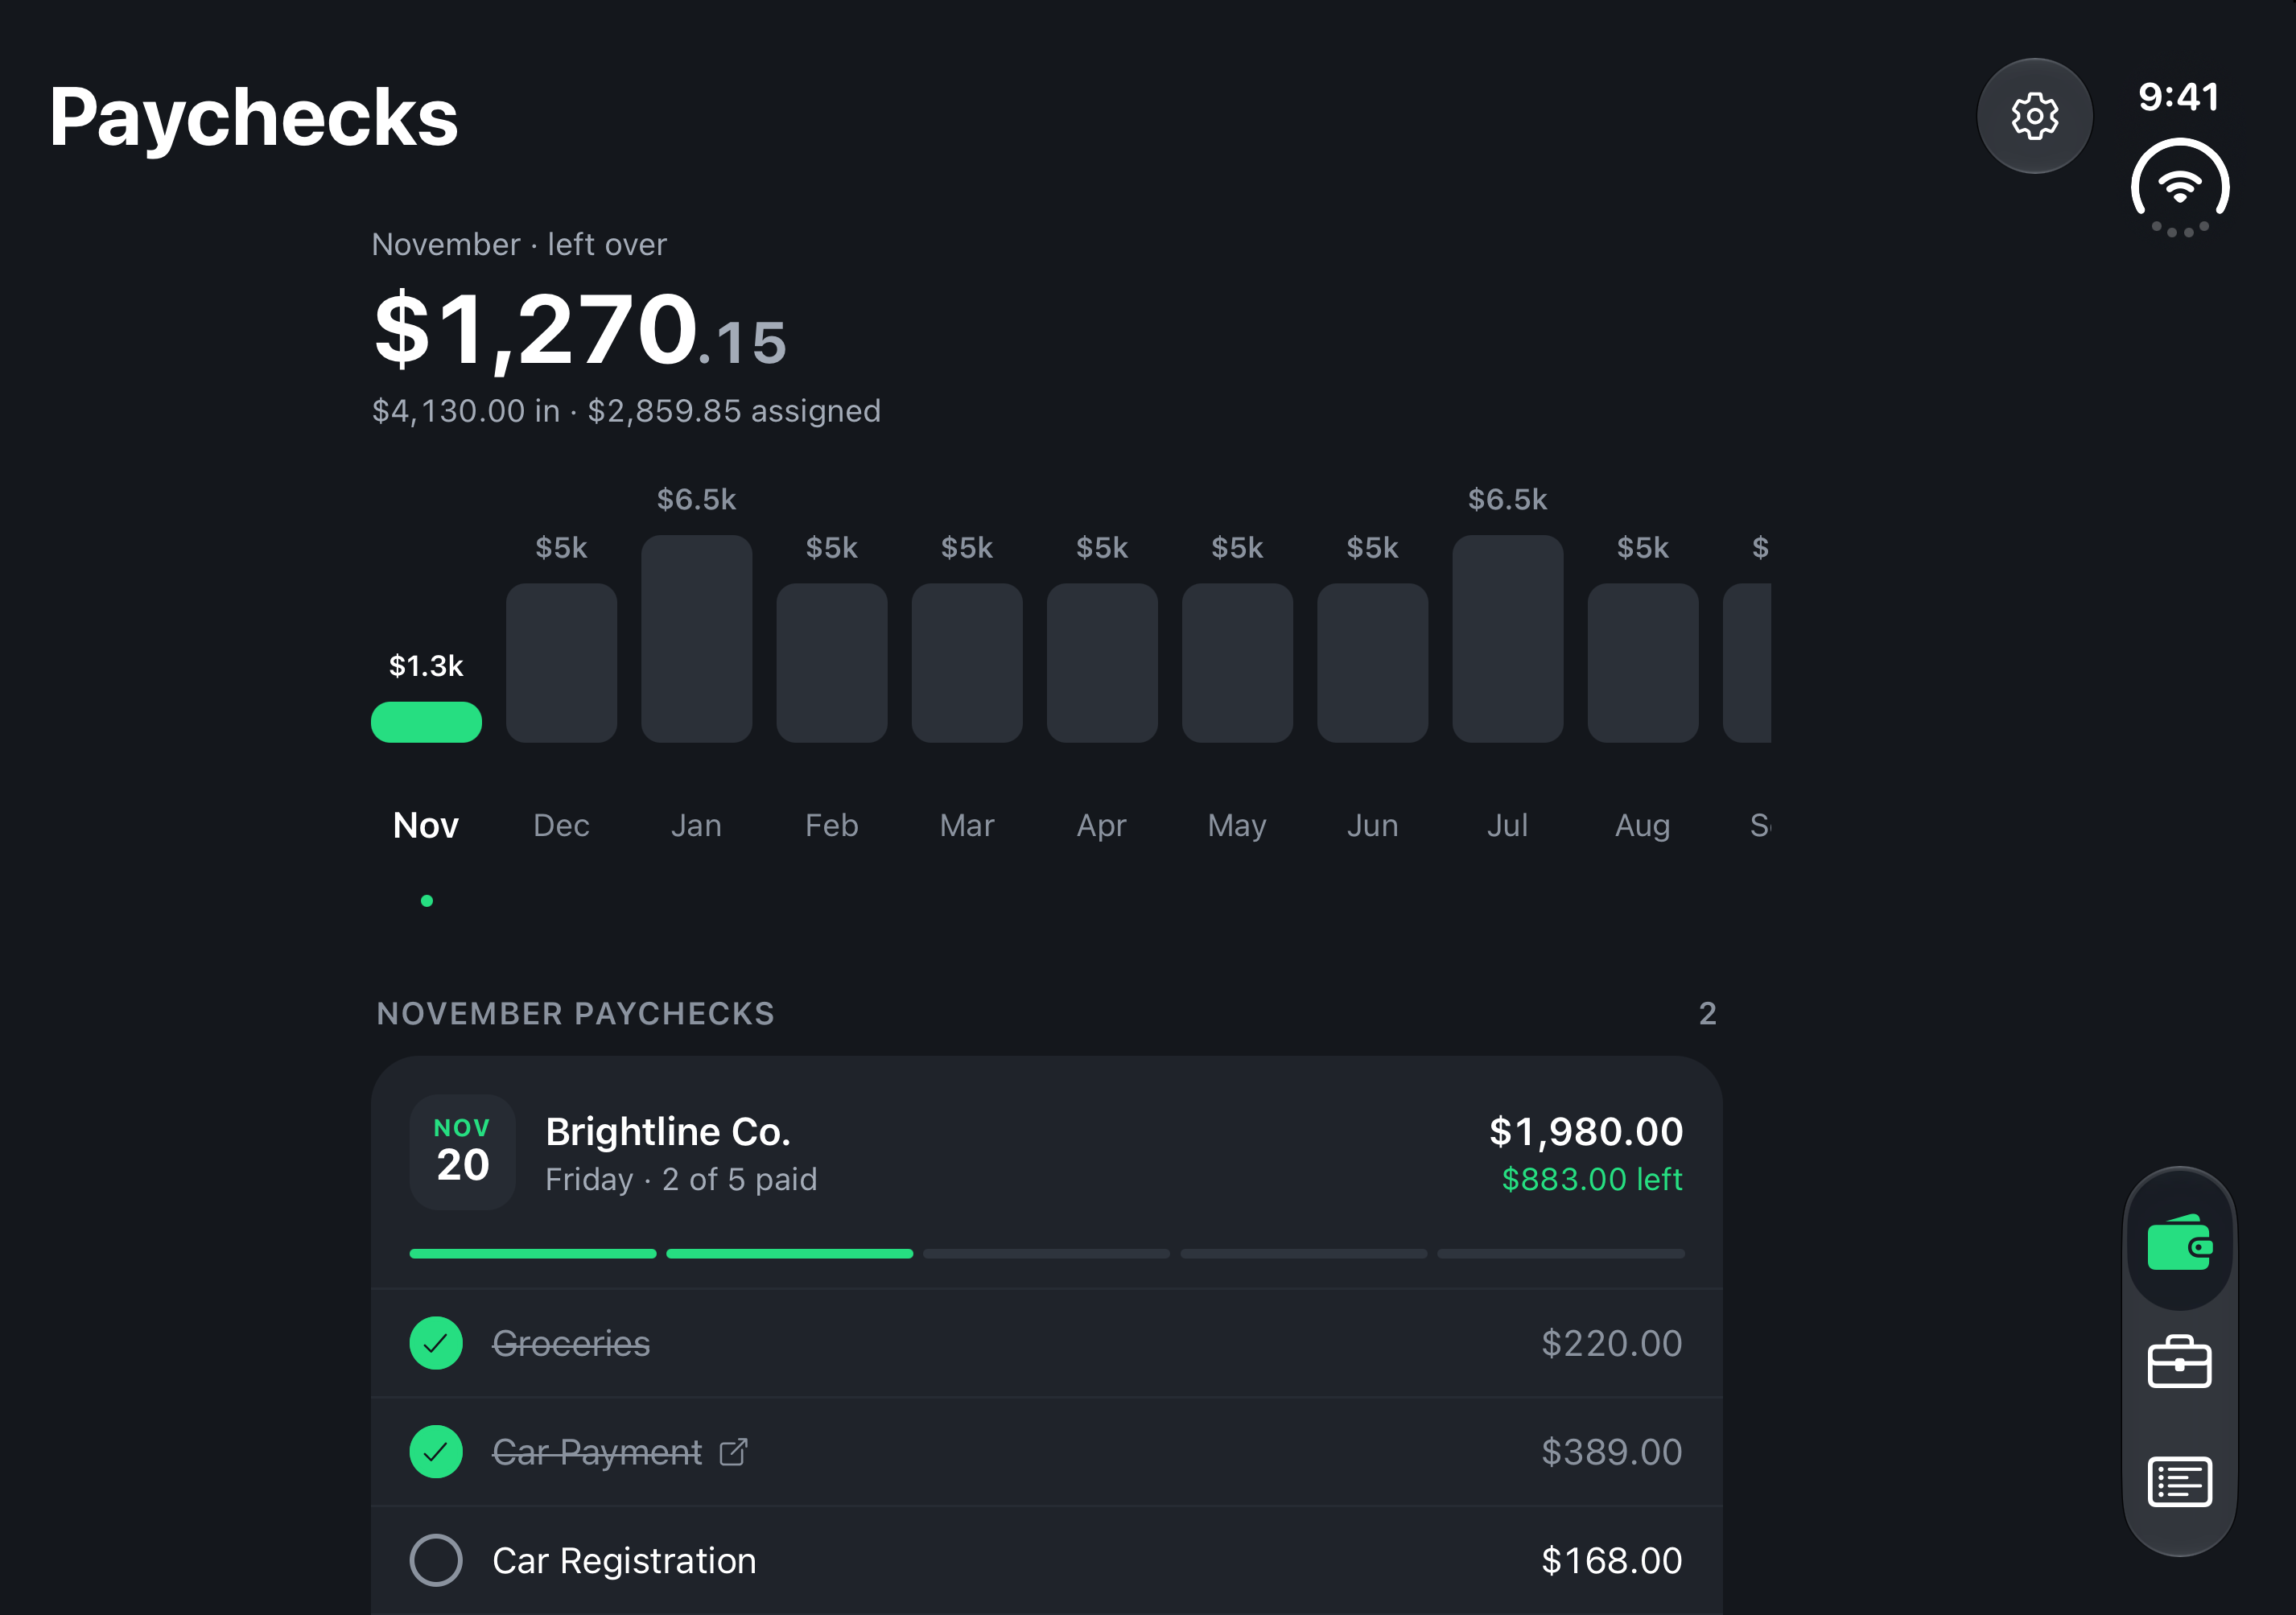 Paychecks
9:41
November · left over
$1,270.15
$4,130.00 in · $2,859.85 assigned
$6.5k $6.5k
$5k $5k $5k $5k $5k $5k $5k $
$1.3k
Nov Dec Jan Feb Mar Apr May Jun Jul Aug
NOVEMBER PAYCHECKS 2
NOV
20
Brightline Co. $1,980.00
Friday · 2 of 5 paid $883.00 left
Groceries $220.00
Car Payment $389.00
Car Registration $168.00